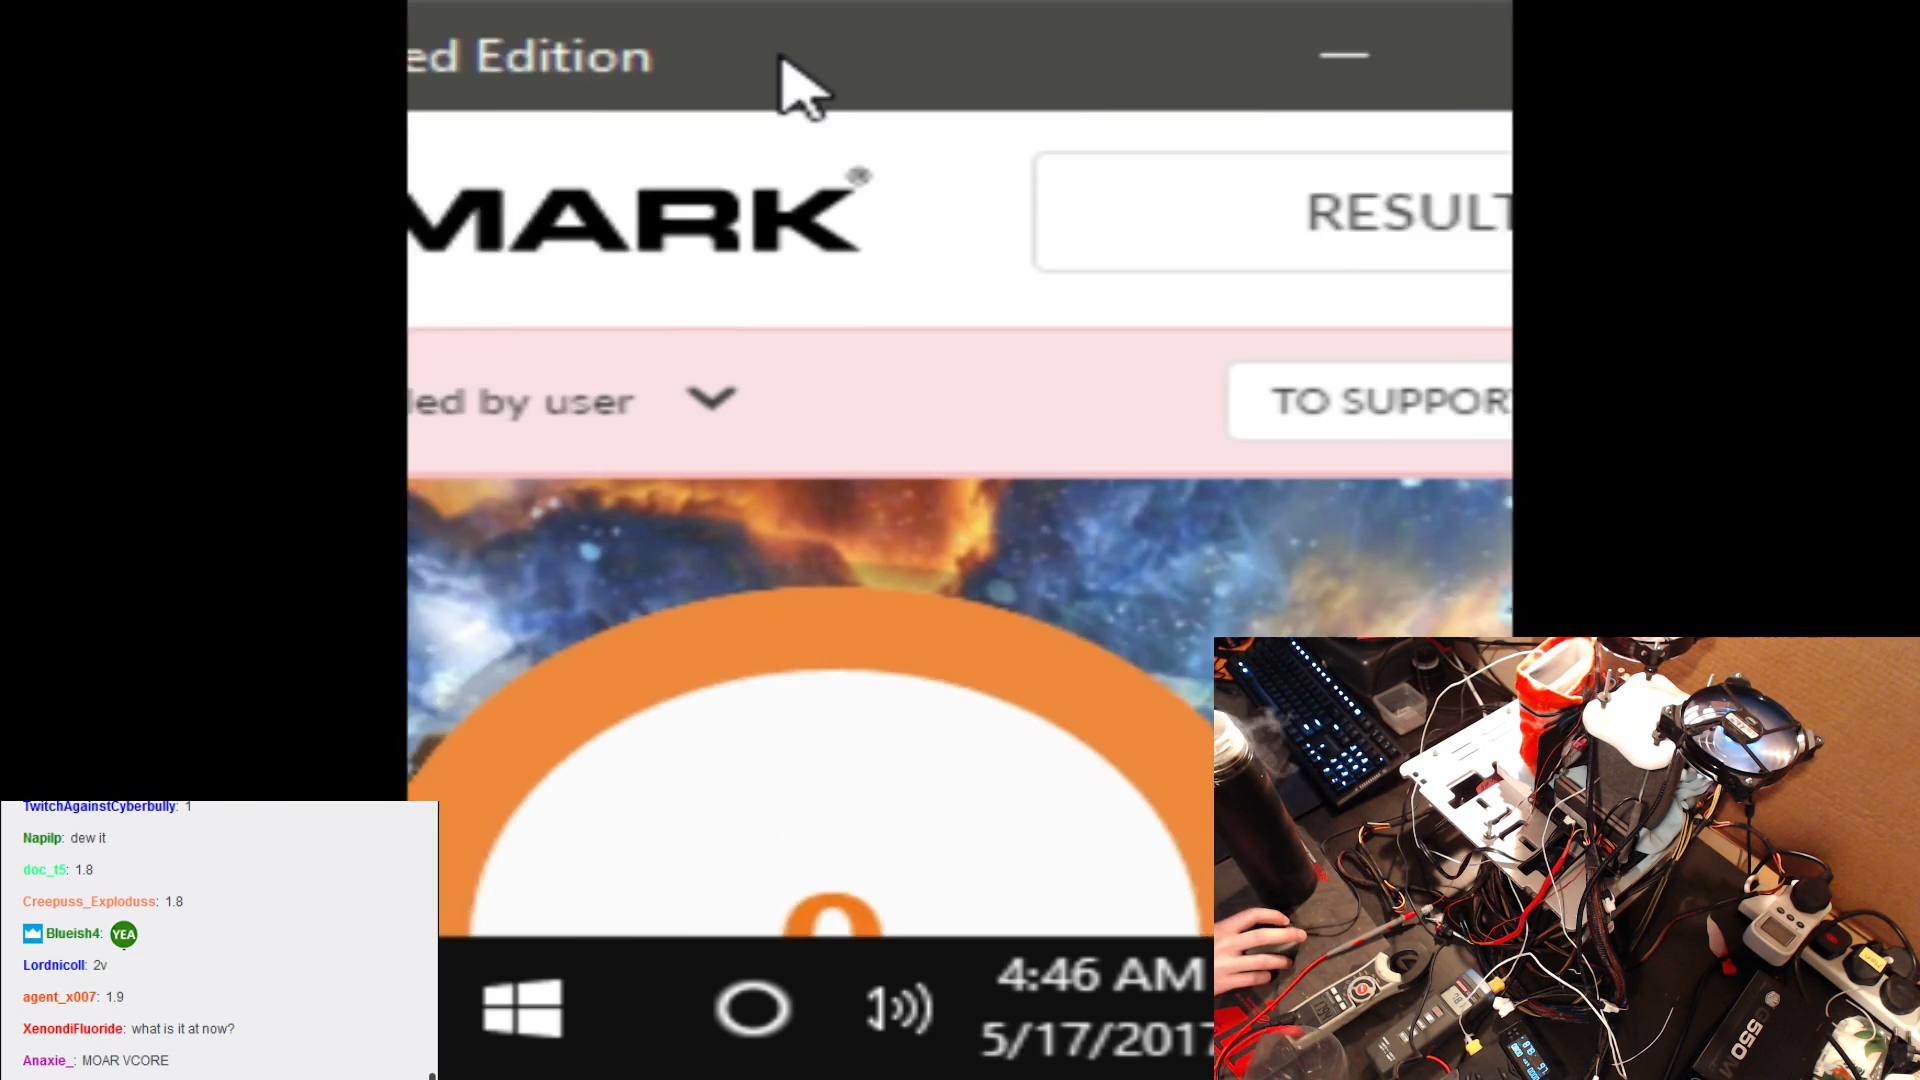 ed Edition
MARK®
RESULT
led by user
TO SUPPOR
TwitchAgainstCyberbully: 1
Napilp: dew it
doc_t5: 1.8
Creepuss_Exploduss: 1.8
Blueish4: YEA
Lordnicoll: 2v
agent_x007: 1.9
XenondiFluoride: what is it at now?
Anaxie_: MOAR VCORE
4:46 AM
5/17/2017
550